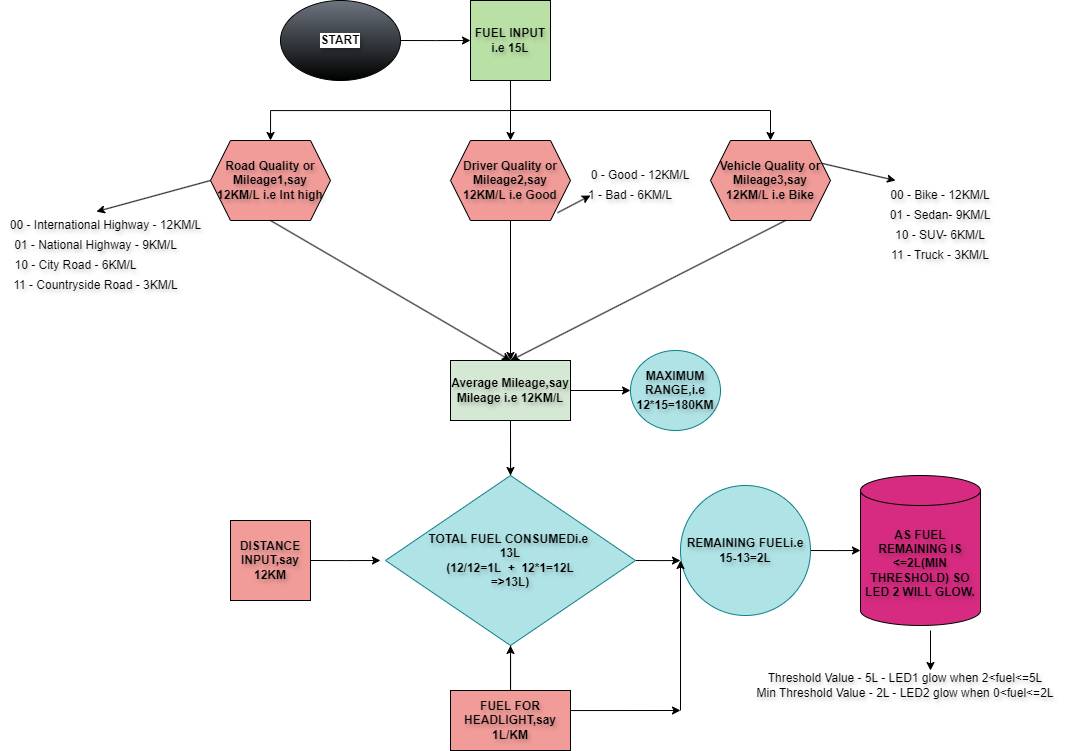 START
FUEL INPUT
i.e 15L
Road Quality or
Mileage1,say
12KM/L i.e Int high
Driver Quality or
Mileage2,say
12KM/L i.e Good
0 - Good - 12KM/L
1 - Bad - 6KM/L
Vehicle Quality or
Mileage3,say
12KM/L i.e Bike
00 - Bike - 12KM/L
01 - Sedan- 9KM/L
10 - SUV- 6KM/L
11 - Truck - 3KM/L
00 - International Highway - 12KM/L
01 - National Highway - 9KM/L
10 - City Road - 6KM/L
11 - Countryside Road - 3KM/L
Average Mileage,say
Mileage i.e 12KM/L
MAXIMUM
RANGE,i.e
12*15=180KM
DISTANCE
INPUT,say
12KM
TOTAL FUEL CONSUMEDi.e
13L
(12/12=1L + 12*1=12L
=>13L)
REMAINING FUELi.e
15-13=2L
AS FUEL
REMAINING IS
<=2L(MIN
THRESHOLD) SO
LED 2 WILL GLOW.
FUEL FOR
HEADLIGHT,say
1L/KM
Threshold Value - 5L - LED1 glow when 2<fuel<=5L
Min Threshold Value - 2L - LED2 glow when 0<fuel<=2L